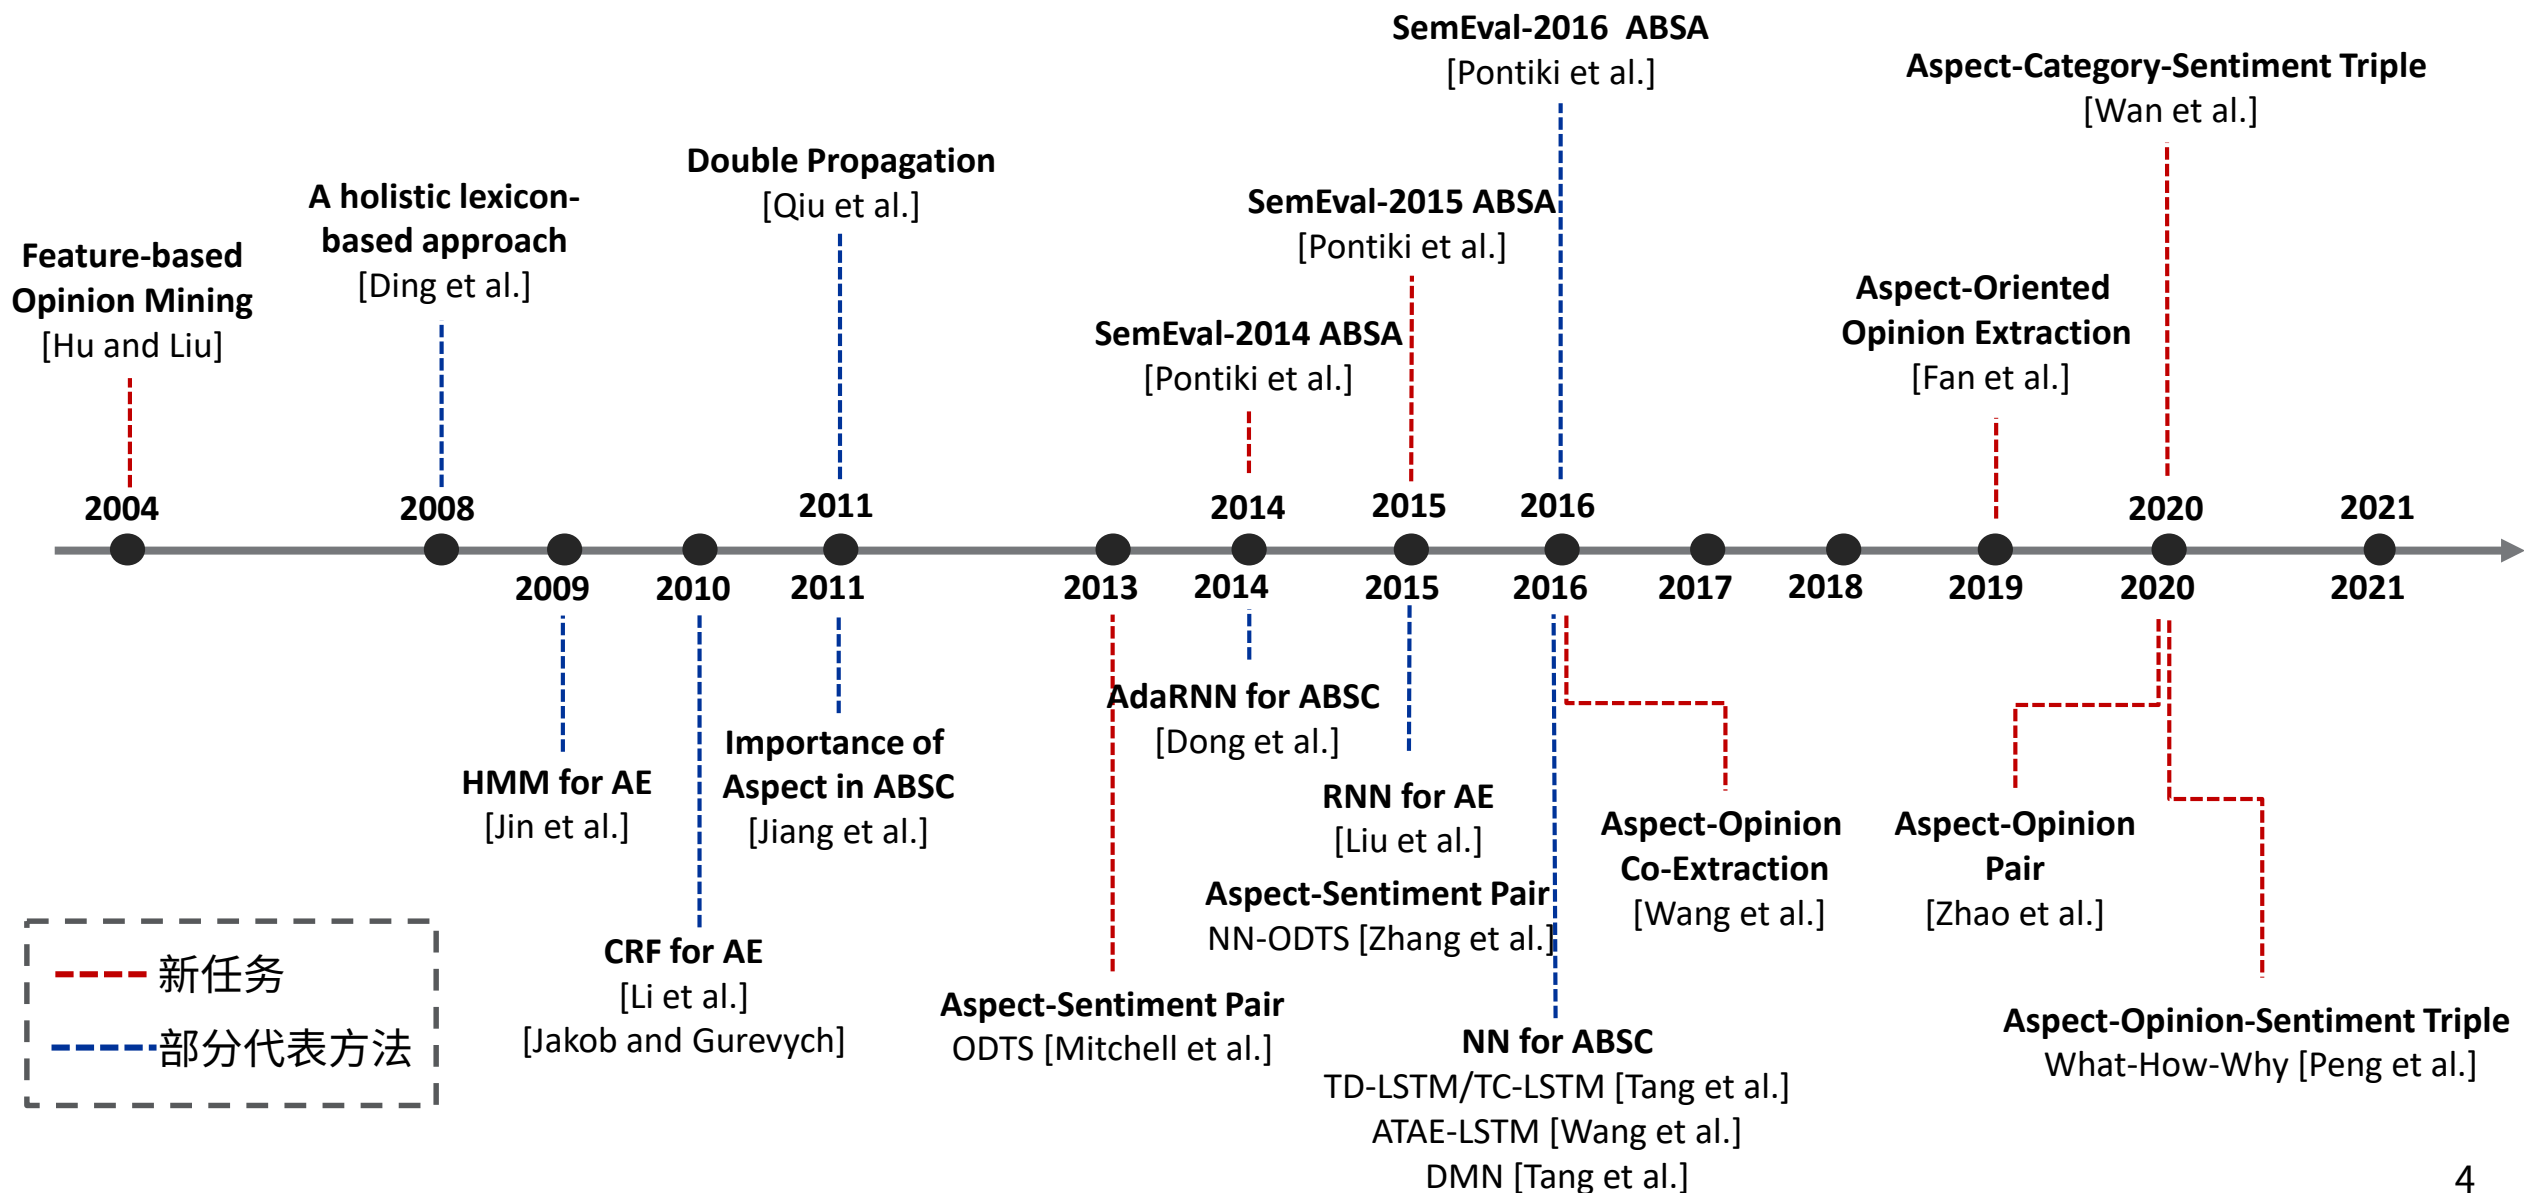 SemEval-2016  ABSA
[Pontiki et al.]
Aspect-Category-Sentiment Triple
[Wan et al.]
Double Propagation
[Qiu et al.]
A holistic lexicon-
based approach
[Ding et al.]
SemEval-2015 ABSA
[Pontiki et al.]
Feature-based
Opinion Mining
[Hu and Liu]
SemEval-2014 ABSA
[Pontiki et al.]
Aspect-Oriented
Opinion Extraction
[Fan et al.]
2004
2008
2011
2014
2015
2016
2020
2021
2009
2010
2011
2013
2014
2015
2016
2017
2018
2019
2020
2021
HMM for AE
[Jin et al.]
CRF for AE
[Li et al.]
[Jakob and Gurevych]
Importance of
Aspect in ABSC
[Jiang et al.]
Aspect-Sentiment Pair
ODTS [Mitchell et al.]
AdaRNN for ABSC
[Dong et al.]
RNN for AE
[Liu et al.]
Aspect-Sentiment Pair
NN-ODTS [Zhang et al.]
NN for ABSC
TD-LSTM/TC-LSTM [Tang et al.]
ATAE-LSTM [Wang et al.]
DMN [Tang et al.]
Aspect-Opinion
Co-Extraction
[Wang et al.]
Aspect-Opinion
Pair
[Zhao et al.]
Aspect-Opinion-Sentiment Triple
What-How-Why [Peng et al.]
新任务
部分代表方法
4